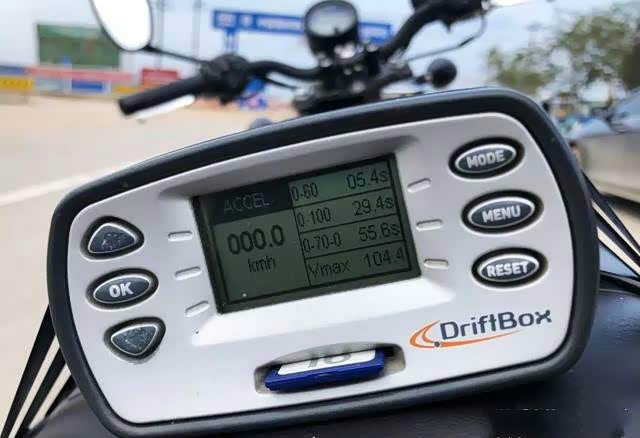 ACCEL
000.0
kmh
0-60 05.4s
0-100 29.4s
0-70-0 55.6s
Vmax 104.4
MODE
MENU
RESET
OK
DriftBox